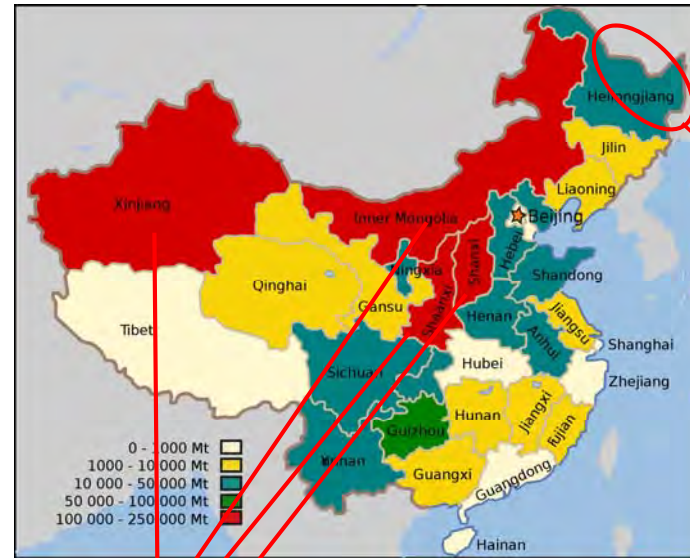 Heilongjiang
Jilin
Liaoning
Xinjiang
Inner Mongolia
Beijing
Hebei
Shanxi
Ningxia
Shandong
Qinghai
Gansu
Shaanxi
Henan
Jiangsu
Tibet
Anhui
Shanghai
Hubei
Sichuan
Zhejiang
Hunan
Jiangxi
Fujian
Guizhou
0 - 1000 Mt
1000 - 10 000 Mt
10 000 - 50 000 Mt
50 000 - 100 000 Mt
100 000 - 250 000 Mt
Yunnan
Guangxi
Guangdong
Hainan